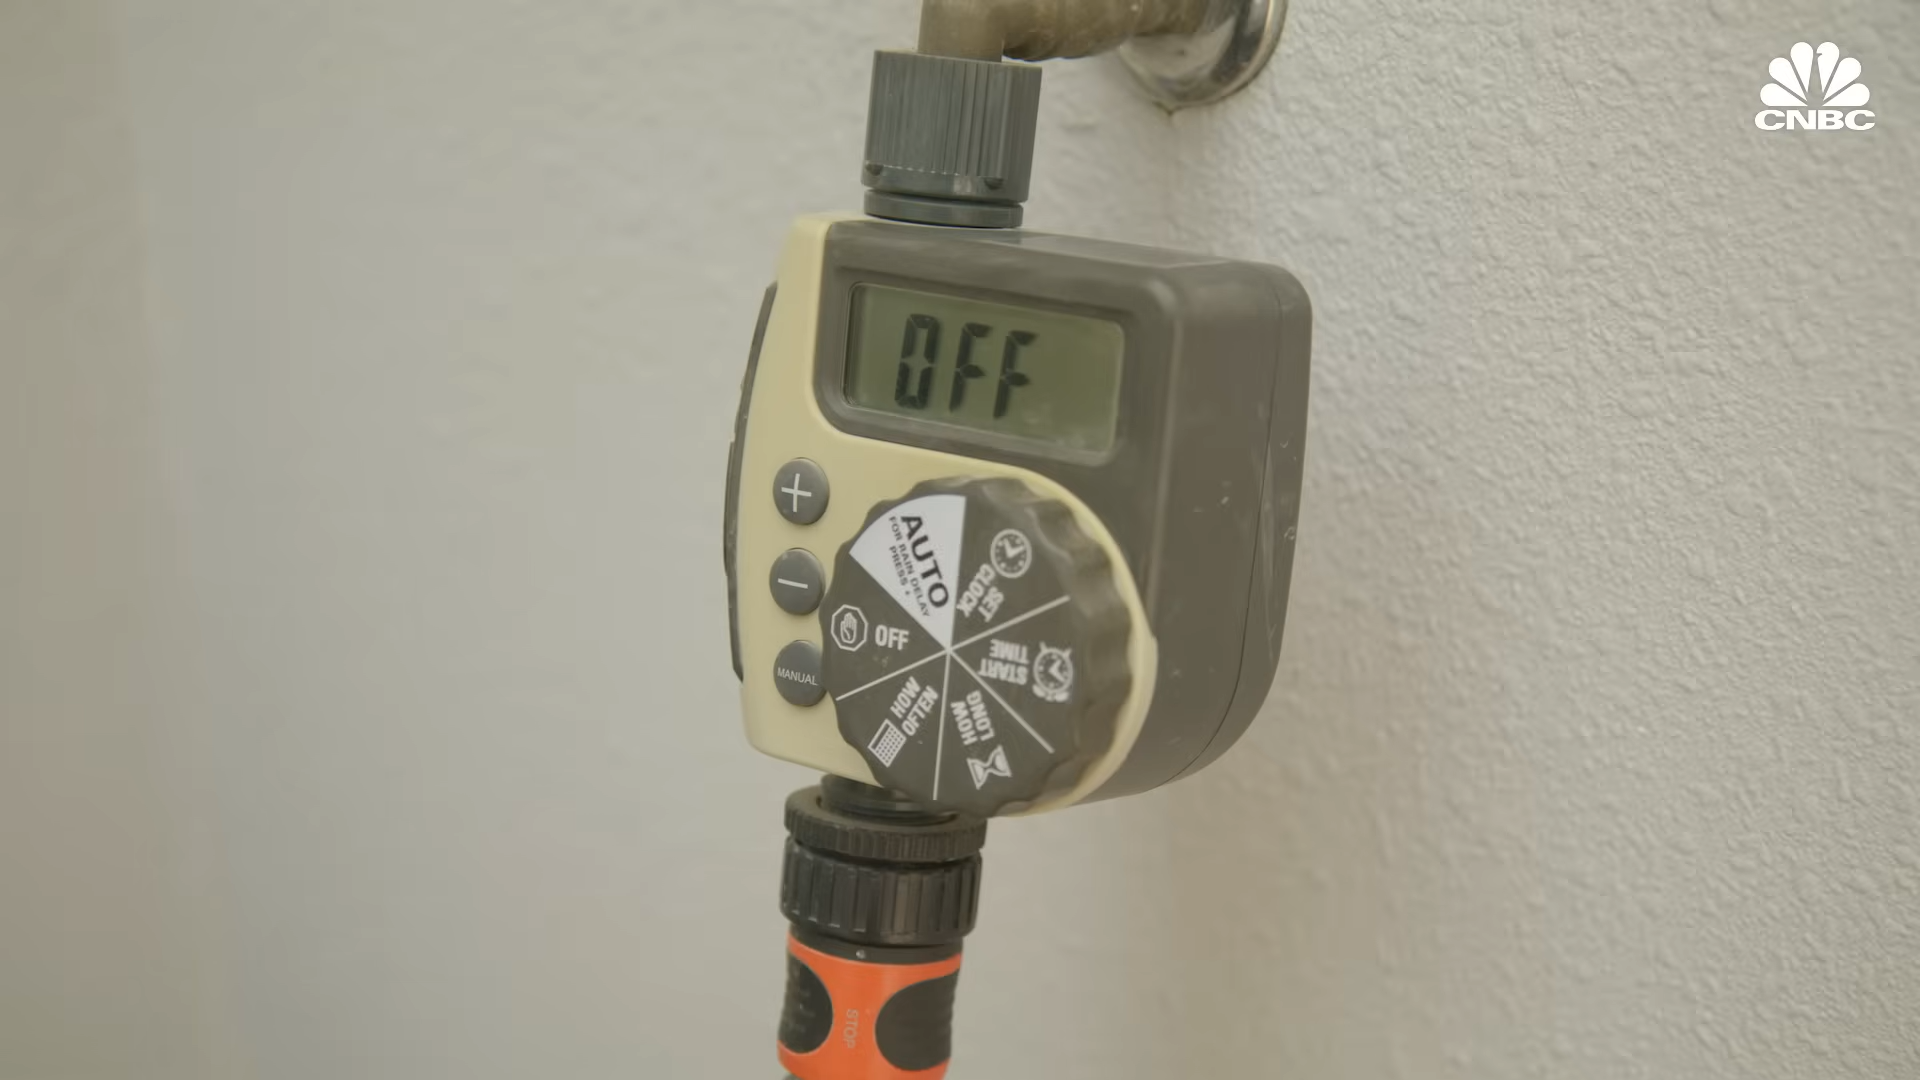 CNBC
OFF
AUTO
FOR RAIN DELAY
PRESS +
SET
CLOCK
START
TIME
HOW
LONG
HOW
OFTEN
OFF
+
−
MANUAL
STOP